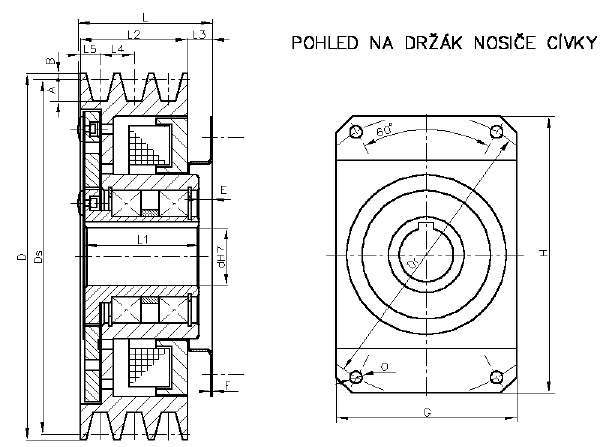 L
L2
L3
L5
L4
POHLED NA DRŽÁK NOSIČE CÍVKY
B
A
60°
E
L1
dH7
D
Ds
H
F
O
G